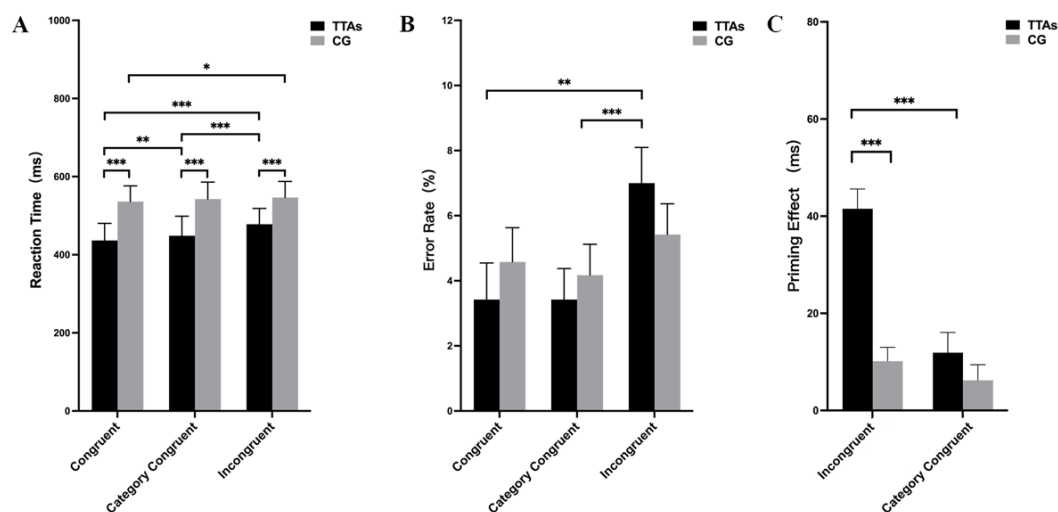 A
Reaction Time (ms)
1000
800
600
400
200
0
TTAs
CG
*
***
**
***
***
***
***
Congruent
Category Congruent
Incongruent
B
Error Rate (%)
12
10
8
6
4
2
0
TTAs
CG
**
***
Congruent
Category Congruent
Incongruent
C
Priming Effect (ms)
80
60
40
20
0
TTAs
CG
***
***
Incongruent
Category Congruent